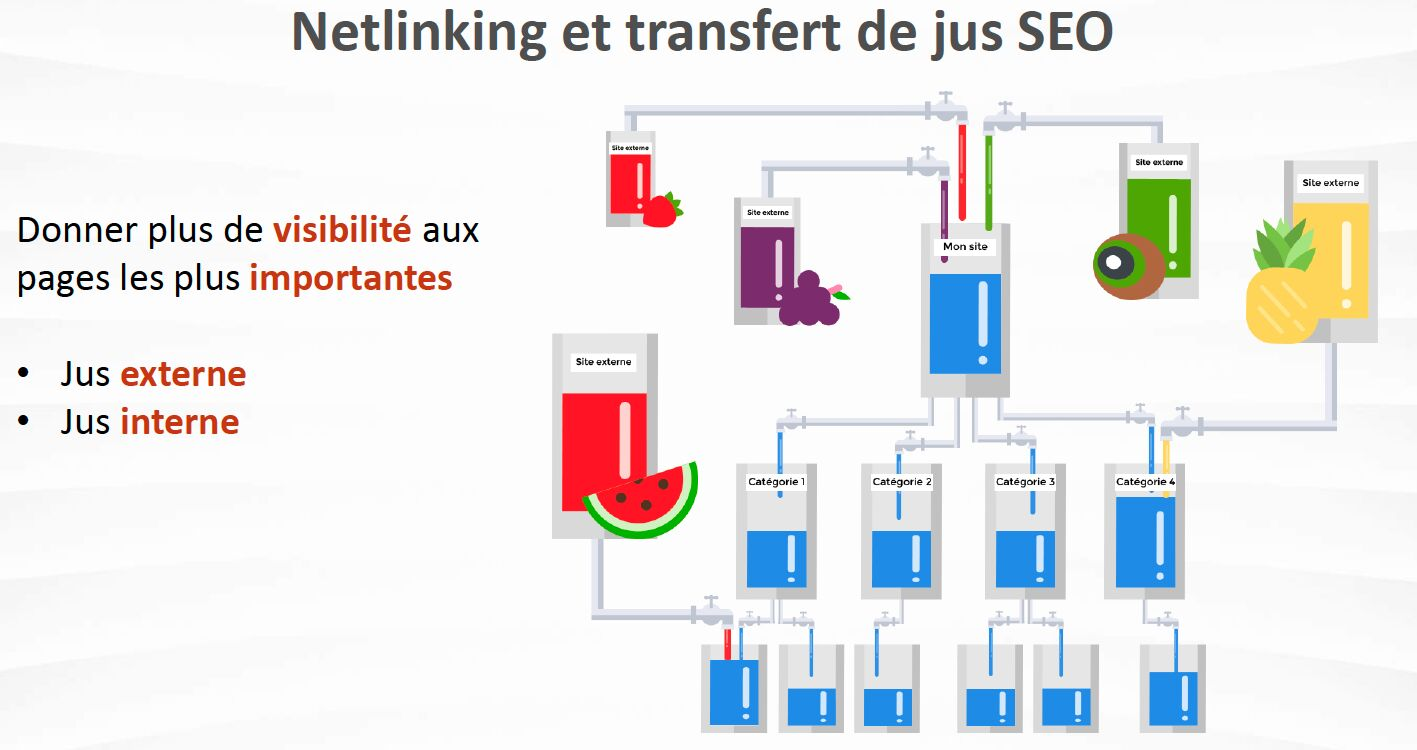 Netlinking et transfert de jus SEO
Donner plus de visibilité aux
pages les plus importantes
• Jus externe
• Jus interne
Site externe
Site externe
Site externe
Site externe
Site externe
Mon site
Catégorie 1
Catégorie 2
Catégorie 3
Catégorie 4